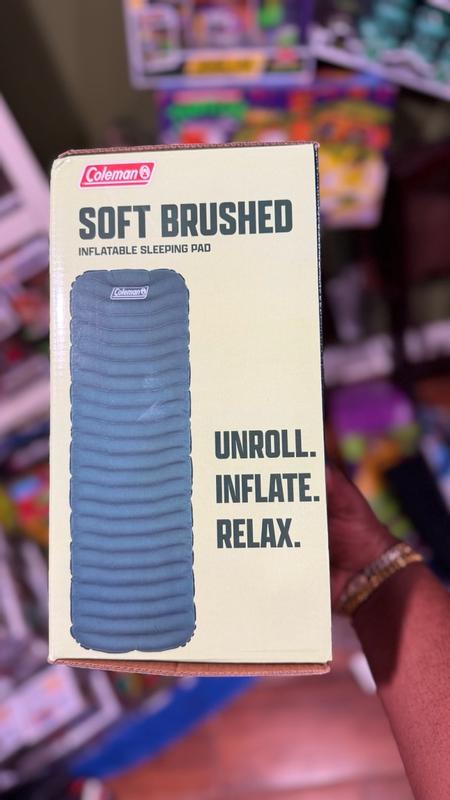 Coleman
SOFT BRUSHED
INFLATABLE SLEEPING PAD
Coleman
UNROLL.
INFLATE.
RELAX.